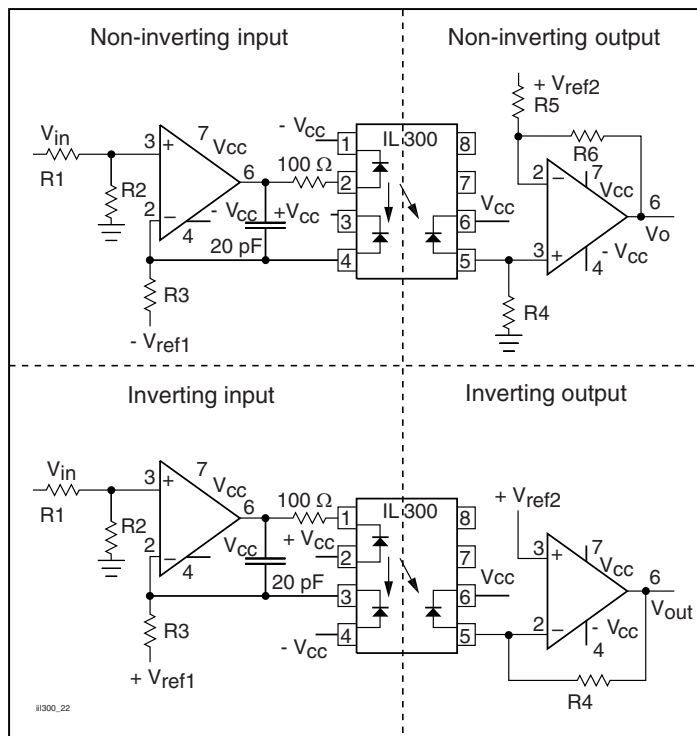 Non-inverting input
Non-inverting output
+ Vref2
R5
Vin
R1
R2
3
+
7
Vcc
6
2
−
4
- Vcc
20 pF
100 Ω
- Vcc
+Vcc
R3
- Vref1
IL300
1
2
3
4
8
7
6
5
Vcc
R6
2
−
7
Vcc
6
Vo
3
+
4
- Vcc
R4
Inverting input
Inverting output
Vin
R1
R2
3
+
7
Vcc
6
2
−
4
Vcc
20 pF
100 Ω
+ Vcc
- Vcc
R3
+ Vref1
IL300
1
2
3
4
8
7
6
5
Vcc
+ Vref2
3
+
7
Vcc
6
Vout
2
−
- Vcc
4
R4
iil300_22